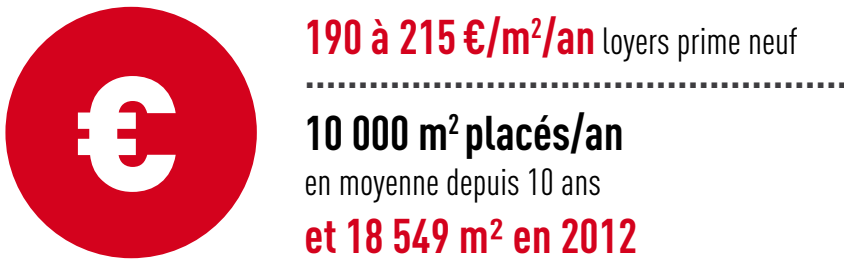 €
190 à 215 €/m²/an loyers prime neuf
10 000 m² placés/an
en moyenne depuis 10 ans
et 18 549 m² en 2012